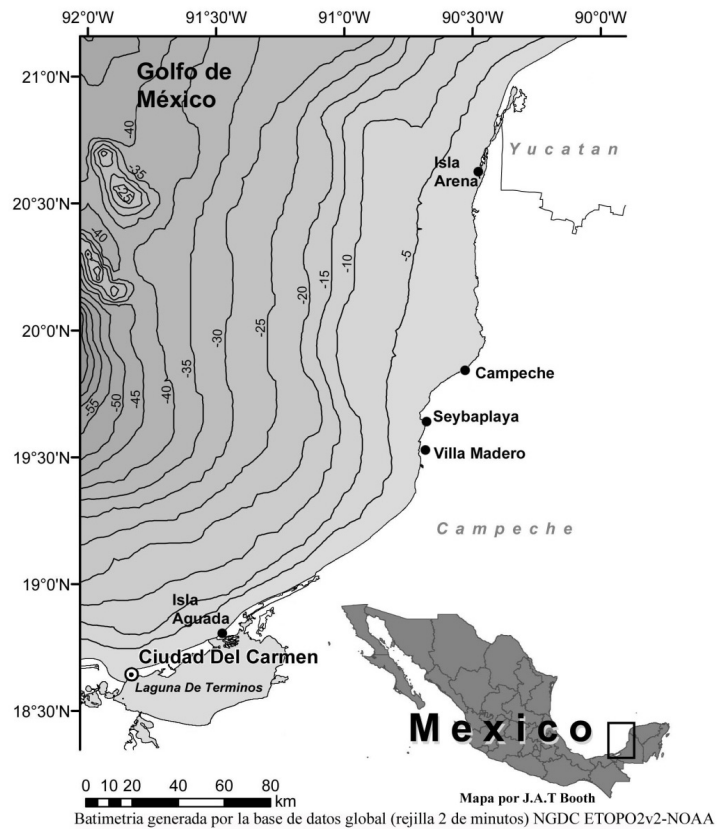 92°0'W 91°30'W 91°0'W 90°30'W 90°0'W
21°0'N
20°30'N
20°0'N
19°30'N
19°0'N
18°30'N
Golfo de
México
-40
-35
-25
-40
Isla
Arena
Yucatan
-5
-10
-15
-20
-25
-30
-35
-40
-45
-50
-55
Campeche
Seybaplaya
Villa Madero
Campeche
Isla
Aguada
Ciudad Del Carmen
Laguna De Terminos
Mexico
0 10 20 40 60 80
km
Mapa por J.A.T Booth
Batimetria generada por la base de datos global (rejilla 2 de minutos) NGDC ETOPO2v2-NOAA